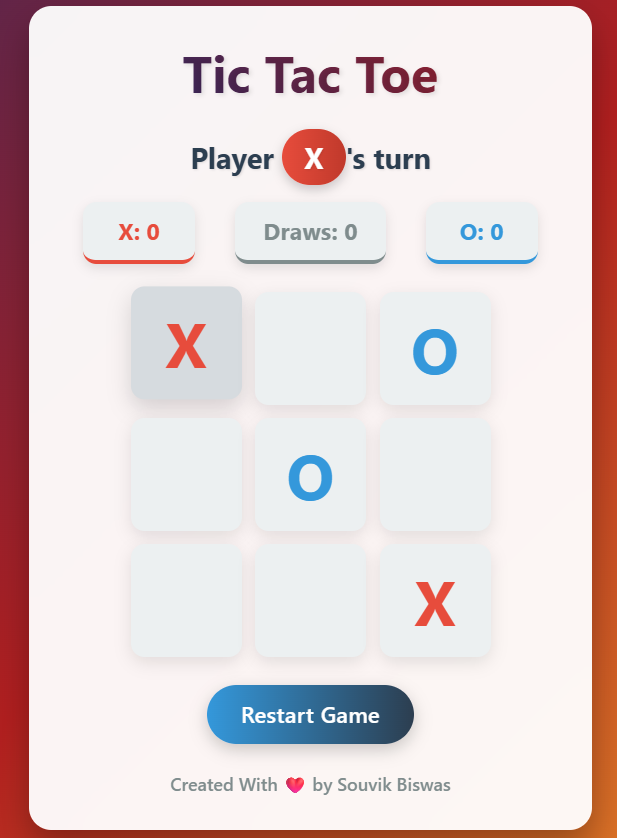 Tic Tac Toe
Player X's turn
X: 0 Draws: 0 O: 0
X O
O
X
Restart Game
Created With 💖 by Souvik Biswas